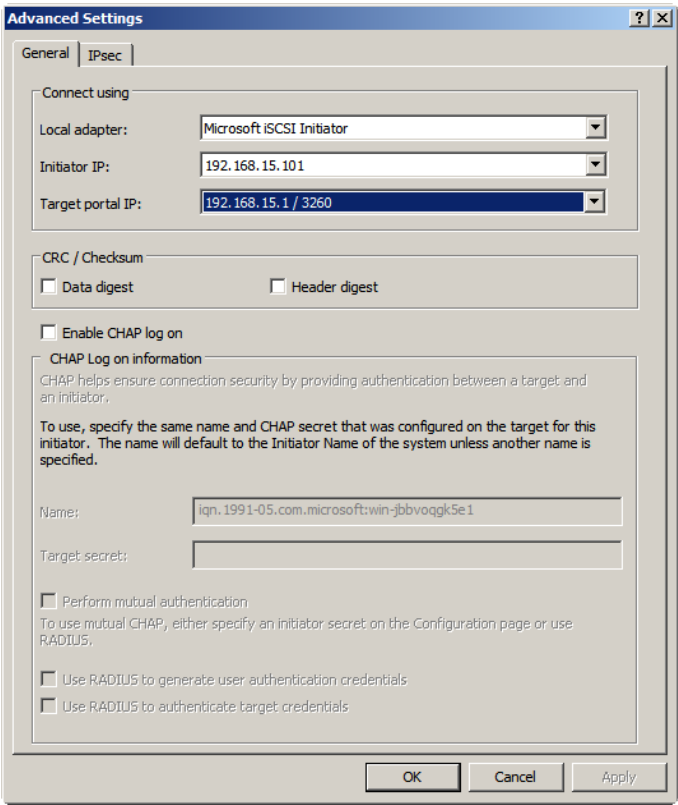 Advanced Settings
General
IPsec
Connect using
Local adapter:
Microsoft iSCSI Initiator
Initiator IP:
192.168.15.101
Target portal IP:
192.168.15.1 / 3260
CRC / Checksum
Data digest
Header digest
Enable CHAP log on
CHAP Log on information
CHAP helps ensure connection security by providing authentication between a target and
an initiator.
To use, specify the same name and CHAP secret that was configured on the target for this
initiator. The name will default to the Initiator Name of the system unless another name is
specified.
Name:
iqn.1991-05.com.microsoft:win-jbbvoqgk5e1
Target secret:
Perform mutual authentication
To use mutual CHAP, either specify an initiator secret on the Configuration page or use
RADIUS.
Use RADIUS to generate user authentication credentials
Use RADIUS to authenticate target credentials
OK
Cancel
Apply